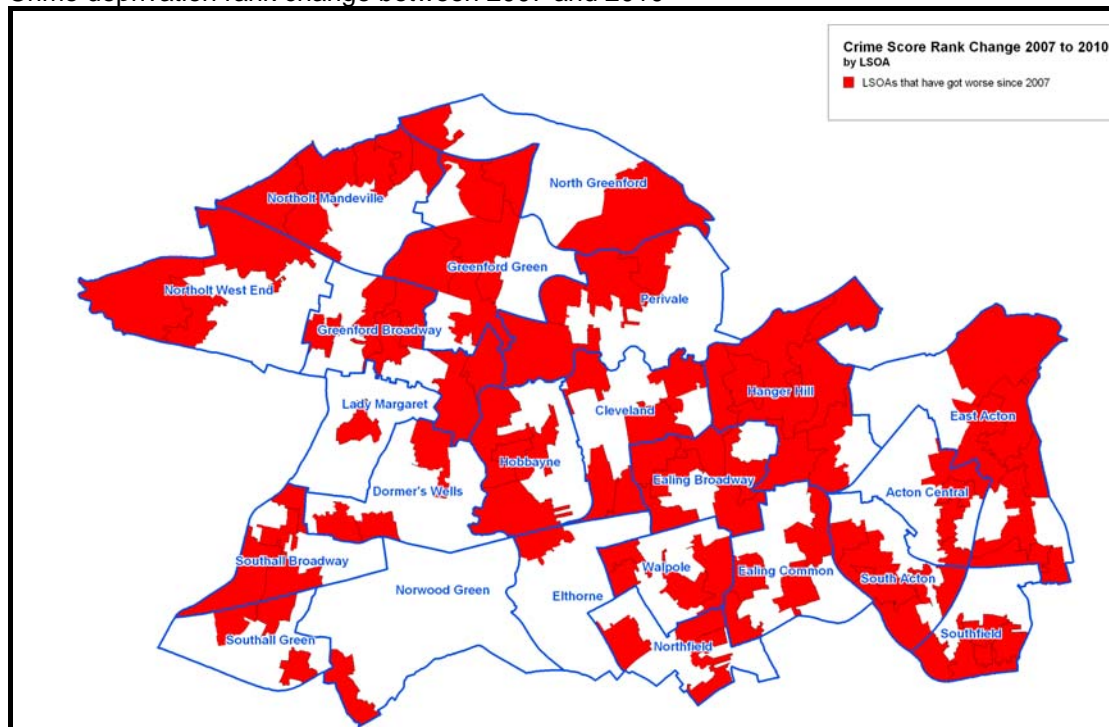 Crime deprivation rank change between 2007 and 2010
Crime Score Rank Change 2007 to 2010
by LSOA
LSOAs that have got worse since 2007
North Greenford
Northolt Mandeville
Greenford Green
Northolt West End
Perivale
Greenford Broadway
Hanger Hill
Lady Margaret
Cleveland
East Acton
Hobbayne
Ealing Broadway
Dormer's Wells
Acton Central
Southall Broadway
Walpole
Ealing Common
South Acton
Norwood Green
Elthorne
Southfield
Southall Green
Northfield